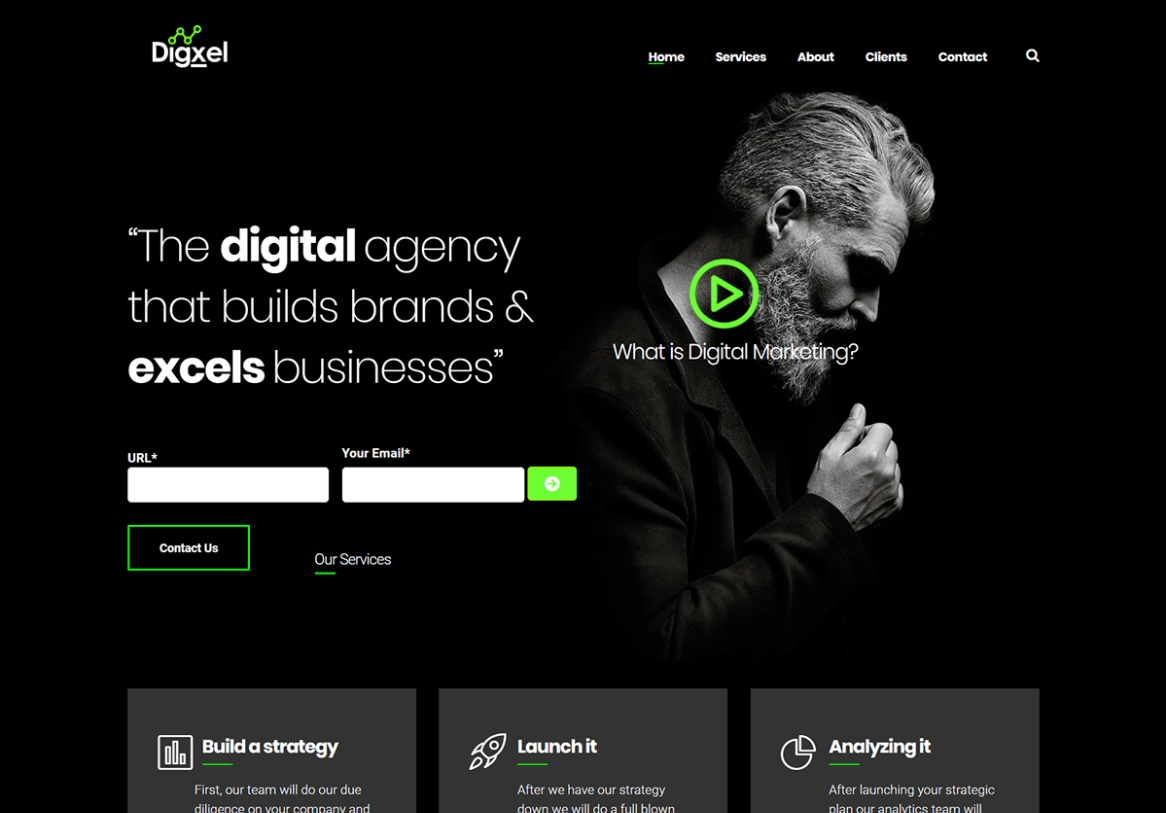 Digxel
Home Services About Clients Contact
“The digital agency
that builds brands &
excels businesses”
What is Digital Marketing?
URL*
Your Email*
Contact Us
Our Services
Build a strategy
First, our team will do our due
diligence on your company and
Launch it
After we have our strategy
down we will do a full blown
Analyzing it
After launching your strategic
plan our analytics team will